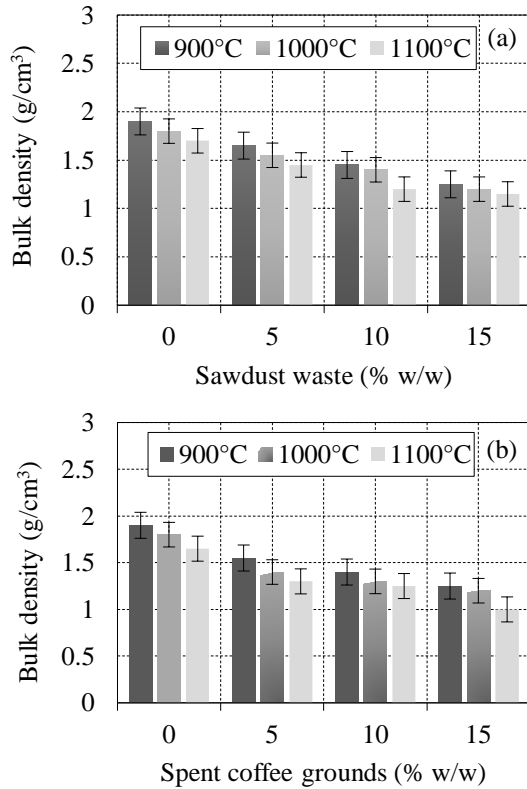 3
(a)
900°C 1000°C 1100°C
2.5
2
1.5
1
0.5
0
Bulk density (g/cm³)
0 5 10 15
Sawdust waste (% w/w)
3
(b)
900°C 1000°C 1100°C
2.5
2
1.5
1
0.5
0
Bulk density (g/cm³)
0 5 10 15
Spent coffee grounds (% w/w)